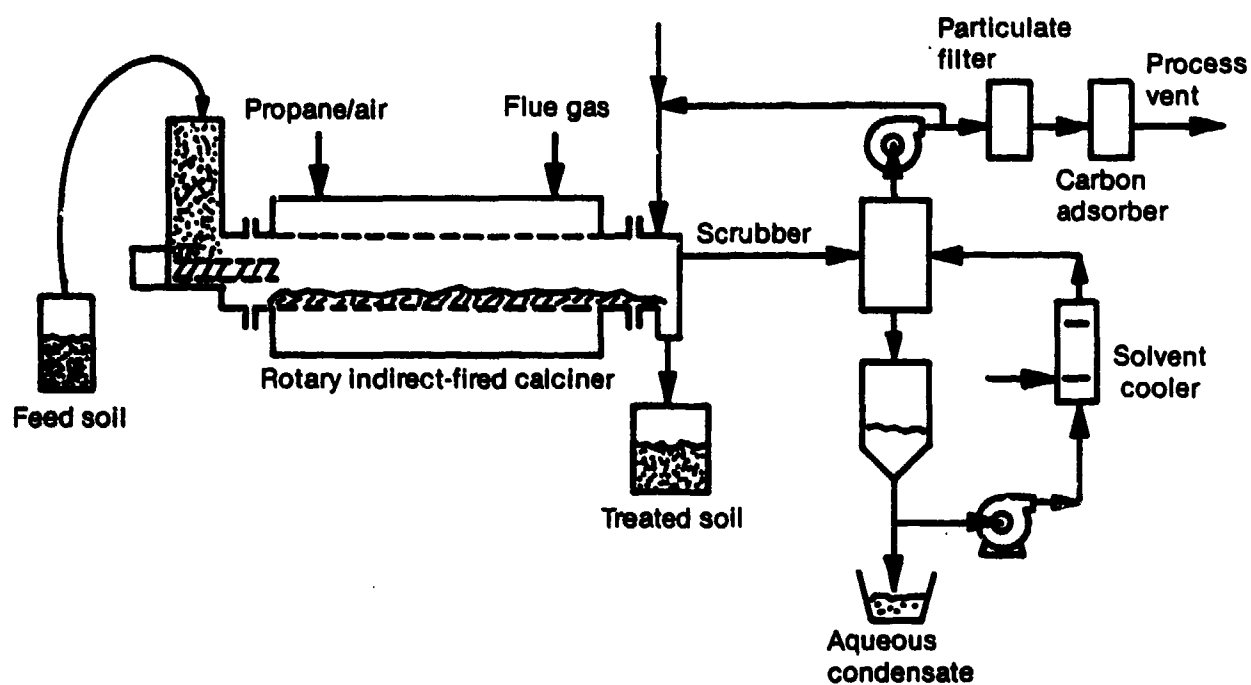 Particulate
filter
Process
vent
Propane/air
Flue gas
Carbon
adsorber
Scrubber
Solvent
cooler
Rotary indirect-fired calciner
Feed soil
Treated soil
Aqueous
condensate